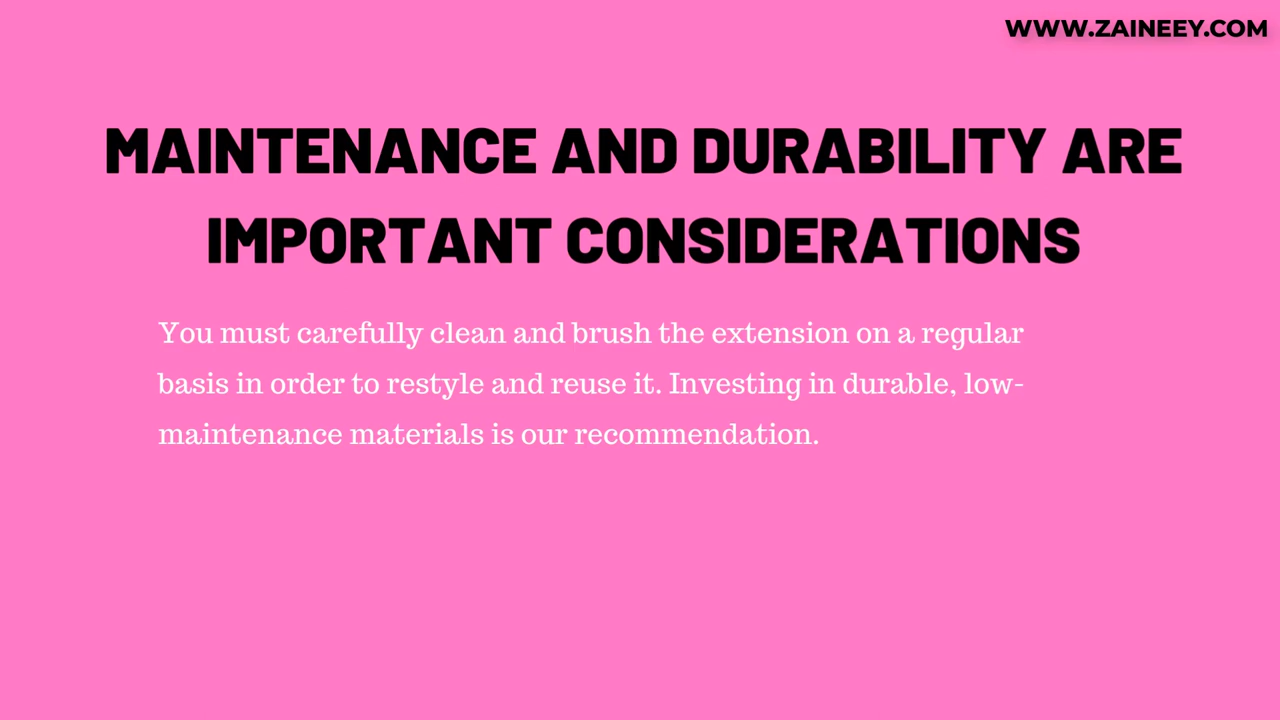 WWW.ZAINEEY.COM
MAINTENANCE AND DURABILITY ARE
IMPORTANT CONSIDERATIONS
You must carefully clean and brush the extension on a regular
basis in order to restyle and reuse it. Investing in durable, low-
maintenance materials is our recommendation.